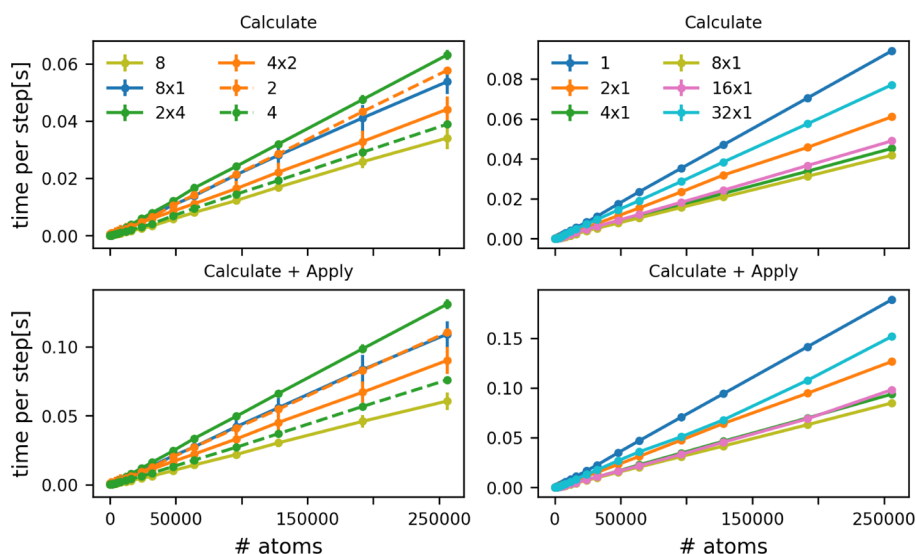 Calculate
Calculate
time per step[s]
0.06
0.04
0.02
0.00
8
8x1
2x4
4x2
2
4
0.08
0.06
0.04
0.02
0.00
1
2x1
4x1
8x1
16x1
32x1
Calculate + Apply
Calculate + Apply
time per step[s]
0.10
0.05
0.00
0.15
0.10
0.05
0.00
0
50000
150000
250000
0
50000
150000
250000
# atoms
# atoms